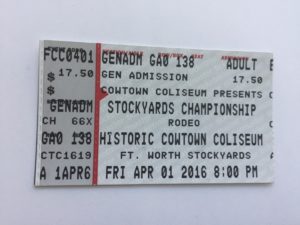 FCC0401 GENADM GA0 138 ADULT
$ 17.50 GEN ADMISSION $ 17.50
$ COWTOWN COLISEUM PRESENTS
GENADM STOCKYARDS CHAMPIONSHIP
CH 66X RODEO
GA0 138 HISTORIC COWTOWN COLISEUM
CTC1619 FT. WORTH STOCKYARDS
A 1APR6 FRI APR 01 2016 8:00 PM